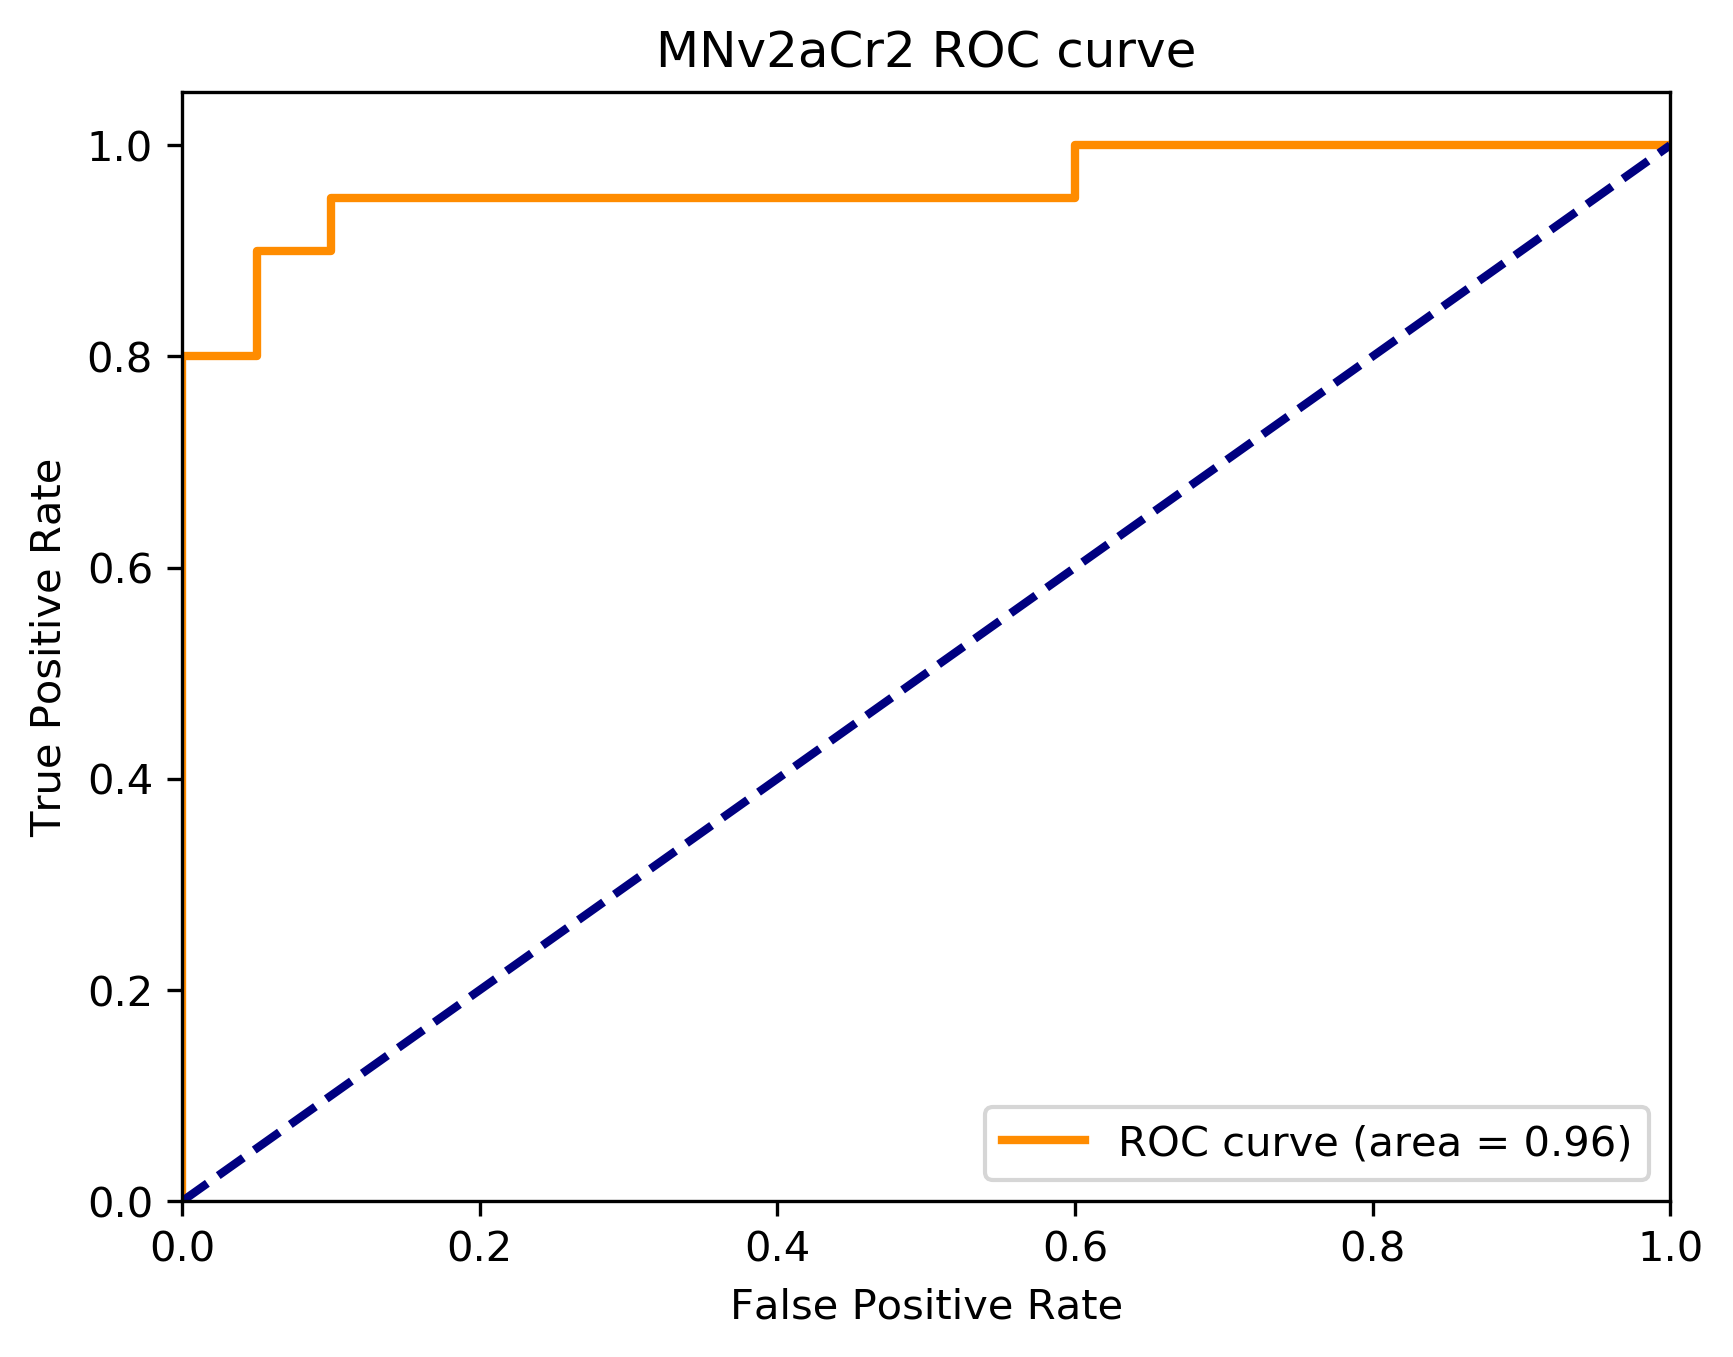 MNv2aCr2 ROC curve
True Positive Rate
1.0
0.8
0.6
0.4
0.2
0.0
0.0 0.2 0.4 0.6 0.8 1.0
False Positive Rate
ROC curve (area = 0.96)